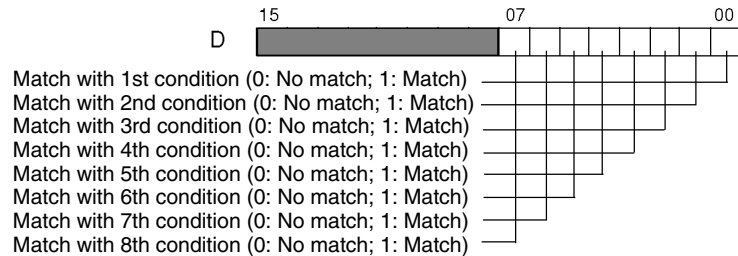 15 07 00
D
Match with 1st condition (0: No match; 1: Match)
Match with 2nd condition (0: No match; 1: Match)
Match with 3rd condition (0: No match; 1: Match)
Match with 4th condition (0: No match; 1: Match)
Match with 5th condition (0: No match; 1: Match)
Match with 6th condition (0: No match; 1: Match)
Match with 7th condition (0: No match; 1: Match)
Match with 8th condition (0: No match; 1: Match)